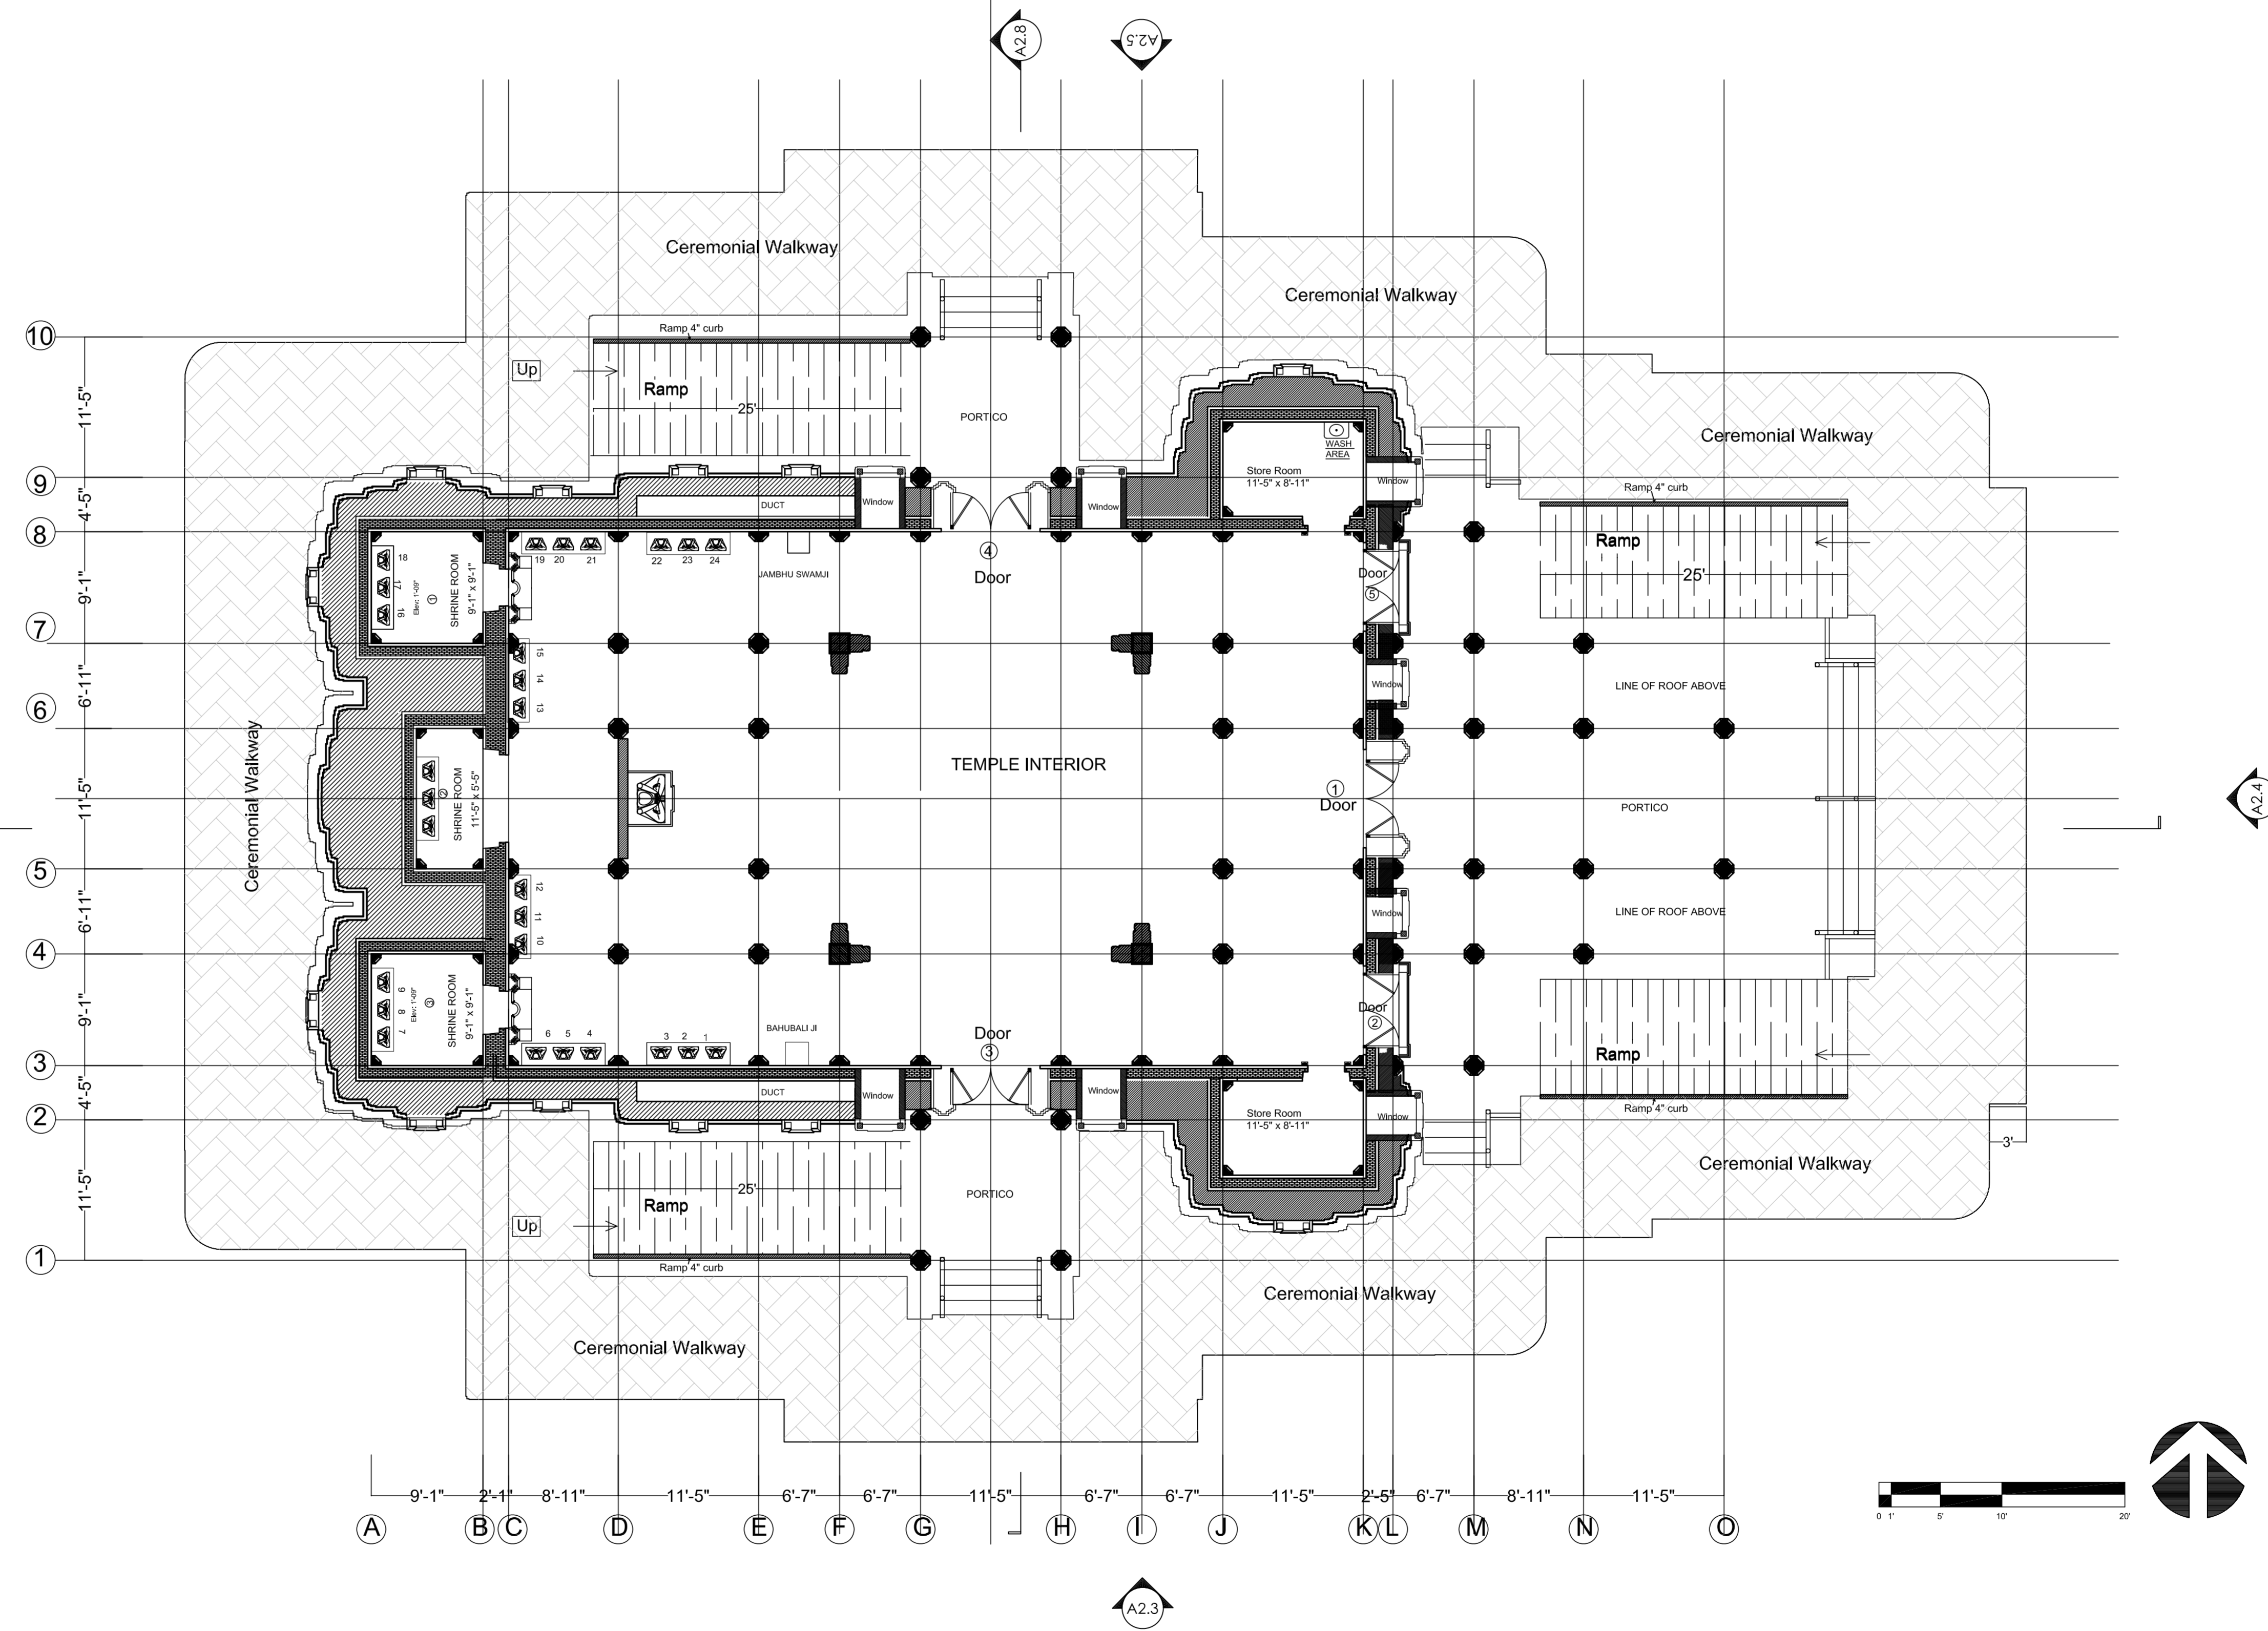 A2.8
A2.5
Ceremonial Walkway
Ceremonial Walkway
10
Ramp 4" curb
Up
Ramp
25'
11'-5"
PORTICO
Ceremonial Walkway
WASH
AREA
9
Store Room
11'-5" x 8'-11"
Window
Ramp 4" curb
4'-5"
DUCT
Window
Window
8
Ramp
19 20 21
22 23 24
4
Door
JAMBHU SWAMJI
Door
5
25'
18
17
16
Elev: 1'-09"
1
SHRINE ROOM
9'-1" x 9'-1"
9'-1"
7
15
14
13
6'-11"
Window
LINE OF ROOF ABOVE
6
Ceremonial Walkway
2
SHRINE ROOM
11'-5" x 5'-5"
TEMPLE INTERIOR
1
Door
PORTICO
11'-5"
A2.4
5
12
11
10
6'-11"
Window
LINE OF ROOF ABOVE
4
9
8
7
Elev: 1'-09"
3
SHRINE ROOM
9'-1" x 9'-1"
9'-1"
Door
2
BAHUBALI JI
Door
3
6 5 4
3 2 1
Ramp
3
4'-5"
DUCT
Window
Window
Ramp 4" curb
Store Room
11'-5" x 8'-11"
Window
2
3'
Ceremonial Walkway
11'-5"
25'
Ramp
PORTICO
Up
1
Ramp 4" curb
Ceremonial Walkway
Ceremonial Walkway
9'-1" 2'-1" 8'-11" 11'-5" 6'-7" 6'-7" 11'-5" 6'-7" 6'-7" 11'-5" 2'-5" 6'-7" 8'-11" 11'-5"
0 1' 5' 10' 20'
A B C D E F G H I J K L M N O
A2.3